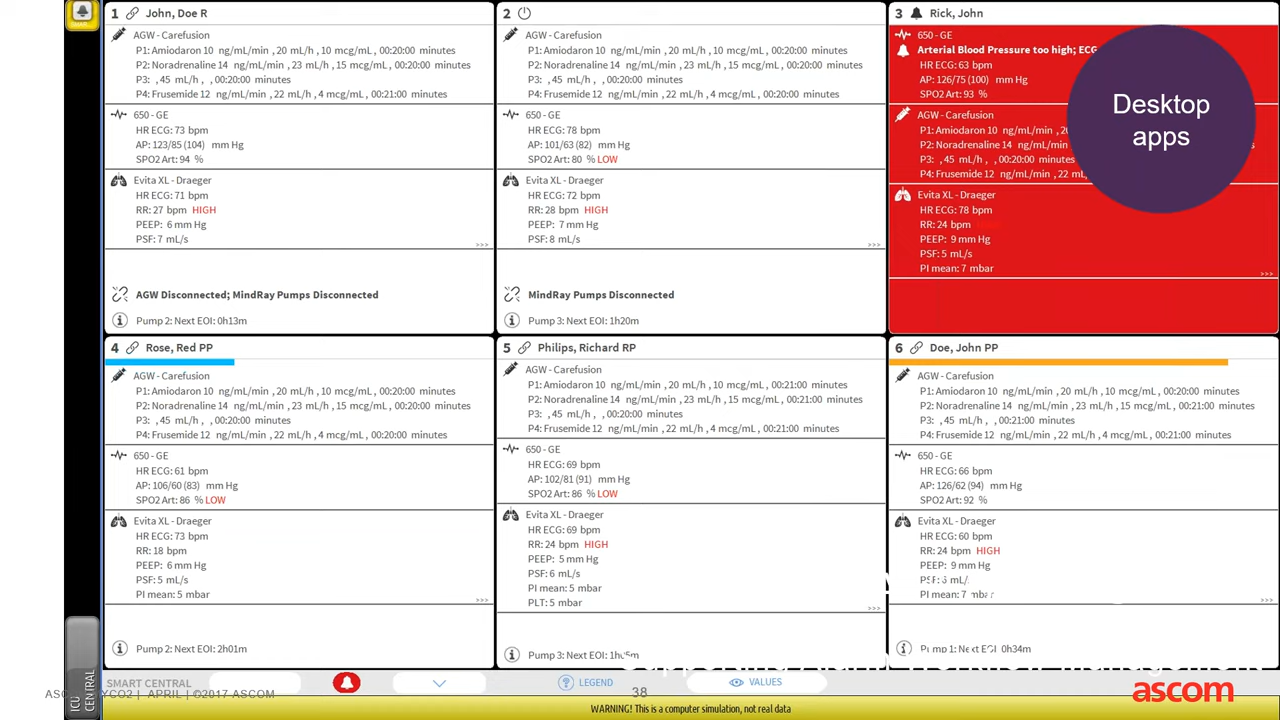 SMAR...
1 John, Doe R
AGW - Carefusion
P1: Amiodaron 10 ng/mL/min , 20 mL/h , 10 mcg/mL , 00:20:00 minutes
P2: Noradrenaline 14 ng/mL/min , 23 mL/h , 15 mcg/mL , 00:20:00 minutes
P3: , 45 mL/h , , 00:20:00 minutes
P4: Frusemide 12 ng/mL/min , 22 mL/h , 4 mcg/mL , 00:21:00 minutes
650 - GE
HR ECG: 73 bpm
AP: 123/85 (104) mm Hg
SPO2 Art: 94 %
Evita XL - Draeger
HR ECG: 71 bpm
RR: 27 bpm HIGH
PEEP: 6 mm Hg
PSF: 7 mL/s
>>>
AGW Disconnected; MindRay Pumps Disconnected
Pump 2: Next EOI: 0h13m
2
AGW - Carefusion
P1: Amiodaron 10 ng/mL/min , 20 mL/h , 10 mcg/mL , 00:20:00 minutes
P2: Noradrenaline 14 ng/mL/min , 23 mL/h , 15 mcg/mL , 00:20:00 minutes
P3: , 45 mL/h , , 00:20:00 minutes
P4: Frusemide 12 ng/mL/min , 22 mL/h , 4 mcg/mL , 00:20:00 minutes
650 - GE
HR ECG: 78 bpm
AP: 101/63 (82) mm Hg
SPO2 Art: 80 % LOW
Evita XL - Draeger
HR ECG: 72 bpm
RR: 28 bpm HIGH
PEEP: 7 mm Hg
PSF: 8 mL/s
>>>
MindRay Pumps Disconnected
Pump 3: Next EOI: 1h20m
3 Rick, John
650 - GE
Arterial Blood Pressure too high; ECG
HR ECG: 63 bpm
AP: 126/75 (100) mm Hg
SPO2 Art: 93 %
AGW - Carefusion
P1: Amiodaron 10 ng/mL/min , 20
P2: Noradrenaline 14 ng/mL/min
P3: , 45 mL/h , , 00:20:00 minutes
P4: Frusemide 12 ng/mL/min , 22 mL
Evita XL - Draeger
HR ECG: 78 bpm
RR: 24 bpm
PEEP: 9 mm Hg
PSF: 5 mL/s
PI mean: 7 mbar
>>>
Desktop
apps
4 Rose, Red PP
AGW - Carefusion
P1: Amiodaron 10 ng/mL/min , 20 mL/h , 10 mcg/mL , 00:20:00 minutes
P2: Noradrenaline 14 ng/mL/min , 23 mL/h , 15 mcg/mL , 00:20:00 minutes
P3: , 45 mL/h , , 00:20:00 minutes
P4: Frusemide 12 ng/mL/min , 22 mL/h , 4 mcg/mL , 00:20:00 minutes
650 - GE
HR ECG: 61 bpm
AP: 106/60 (83) mm Hg
SPO2 Art: 86 % LOW
Evita XL - Draeger
HR ECG: 73 bpm
RR: 18 bpm
PEEP: 6 mm Hg
PSF: 5 mL/s
PI mean: 5 mbar
>>>
Pump 2: Next EOI: 2h01m
5 Philips, Richard RP
AGW - Carefusion
P1: Amiodaron 10 ng/mL/min , 20 mL/h , 10 mcg/mL , 00:21:00 minutes
P2: Noradrenaline 14 ng/mL/min , 23 mL/h , 15 mcg/mL , 00:21:00 minutes
P3: , 45 mL/h , , 00:20:00 minutes
P4: Frusemide 12 ng/mL/min , 22 mL/h , 4 mcg/mL , 00:21:00 minutes
650 - GE
HR ECG: 69 bpm
AP: 102/81 (91) mm Hg
SPO2 Art: 86 % LOW
Evita XL - Draeger
HR ECG: 69 bpm
RR: 24 bpm HIGH
PEEP: 5 mm Hg
PSF: 6 mL/s
PI mean: 5 mbar
PLT: 5 mbar
>>>
Pump 3: Next EOI:
6 Doe, John PP
AGW - Carefusion
P1: Amiodaron 10 ng/mL/min , 20 mL/h , 10 mcg/mL , 00:20:00 minutes
P2: Noradrenaline 14 ng/mL/min , 23 mL/h , 15 mcg/mL , 00:21:00 minutes
P3: , 45 mL/h , , 00:21:00 minutes
P4: Frusemide 12 ng/mL/min , 22 mL/h , 4 mcg/mL , 00:21:00 minutes
650 - GE
HR ECG: 66 bpm
AP: 126/62 (94) mm Hg
SPO2 Art: 92 %
Evita XL - Draeger
HR ECG: 60 bpm
RR: 24 bpm HIGH
PEEP: 9 mm Hg
PI mean: 7 mbar
>>>
Pump 1: Next EOI 0h34m
ICU
CENTRAL
SMART CENTRAL
LEGEND
VALUES
APRIL | ©2017 ASCOM
38
ascom
WARNING! This is a computer simulation, not real data